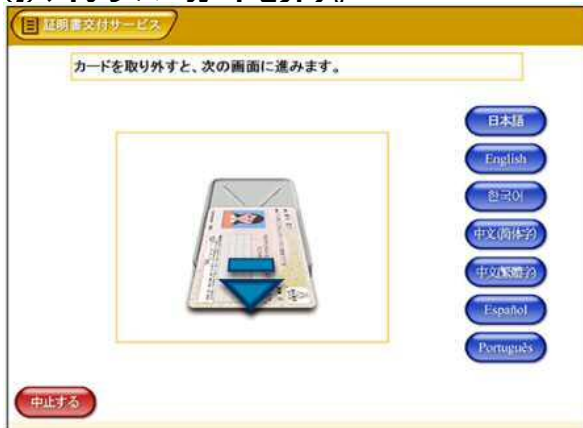 証明書交付サービス
カードを取り外すと、次の画面に進みます。
日本語
English
한국어
中文(简体字)
中文(繁體字)
Español
Português
中止する